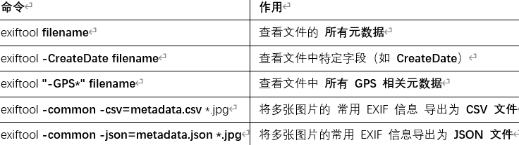 命令 作用
exiftool filename 查看文件的 所有元数据
exiftool -CreateDate filename 查看文件中特定字段（如 CreateDate）
exiftool "-GPS*" filename 查看文件中 所有 GPS 相关元数据
exiftool -common -csv=metadata.csv *.jpg 将多张图片的 常用 EXIF 信息 导出为 CSV 文件
exiftool -common -json=metadata.json *.jpg 将多张图片的常用 EXIF 信息导出为 JSON 文件